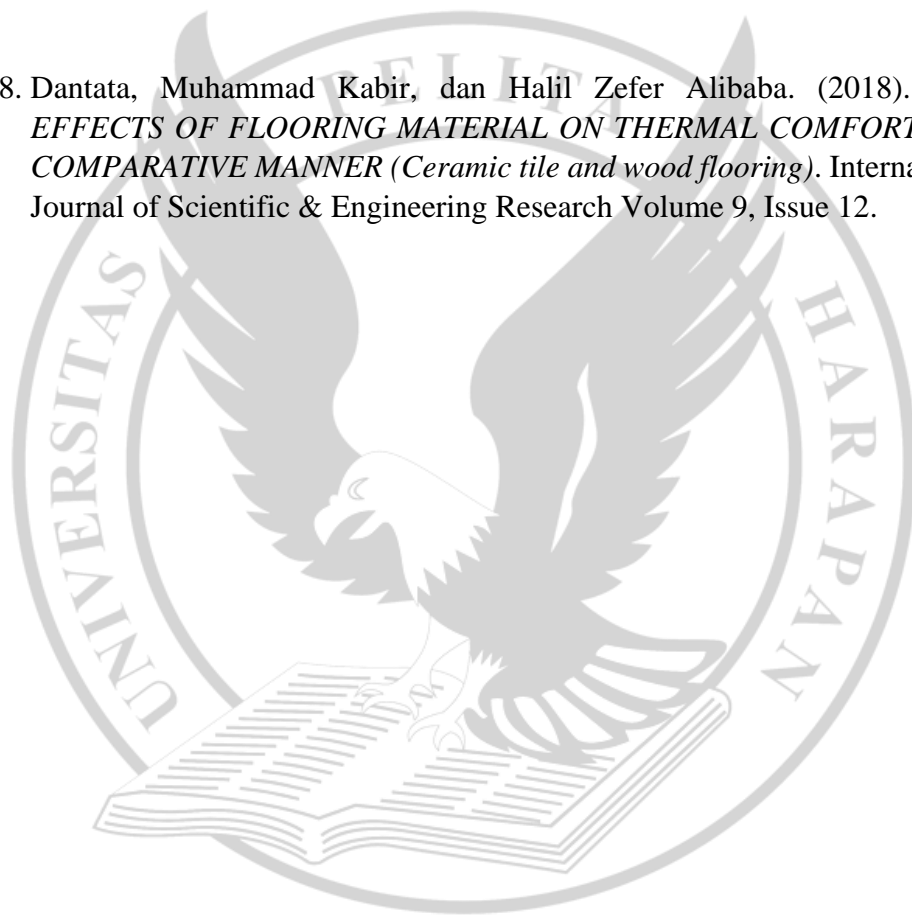 8. Dantata, Muhammad Kabir, dan Halil Zefer Alibaba. (2018).
EFFECTS OF FLOORING MATERIAL ON THERMAL COMFORT
COMPARATIVE MANNER (Ceramic tile and wood flooring). Interna
Journal of Scientific & Engineering Research Volume 9, Issue 12.
UNIVERSITAS PELITA HARAPAN